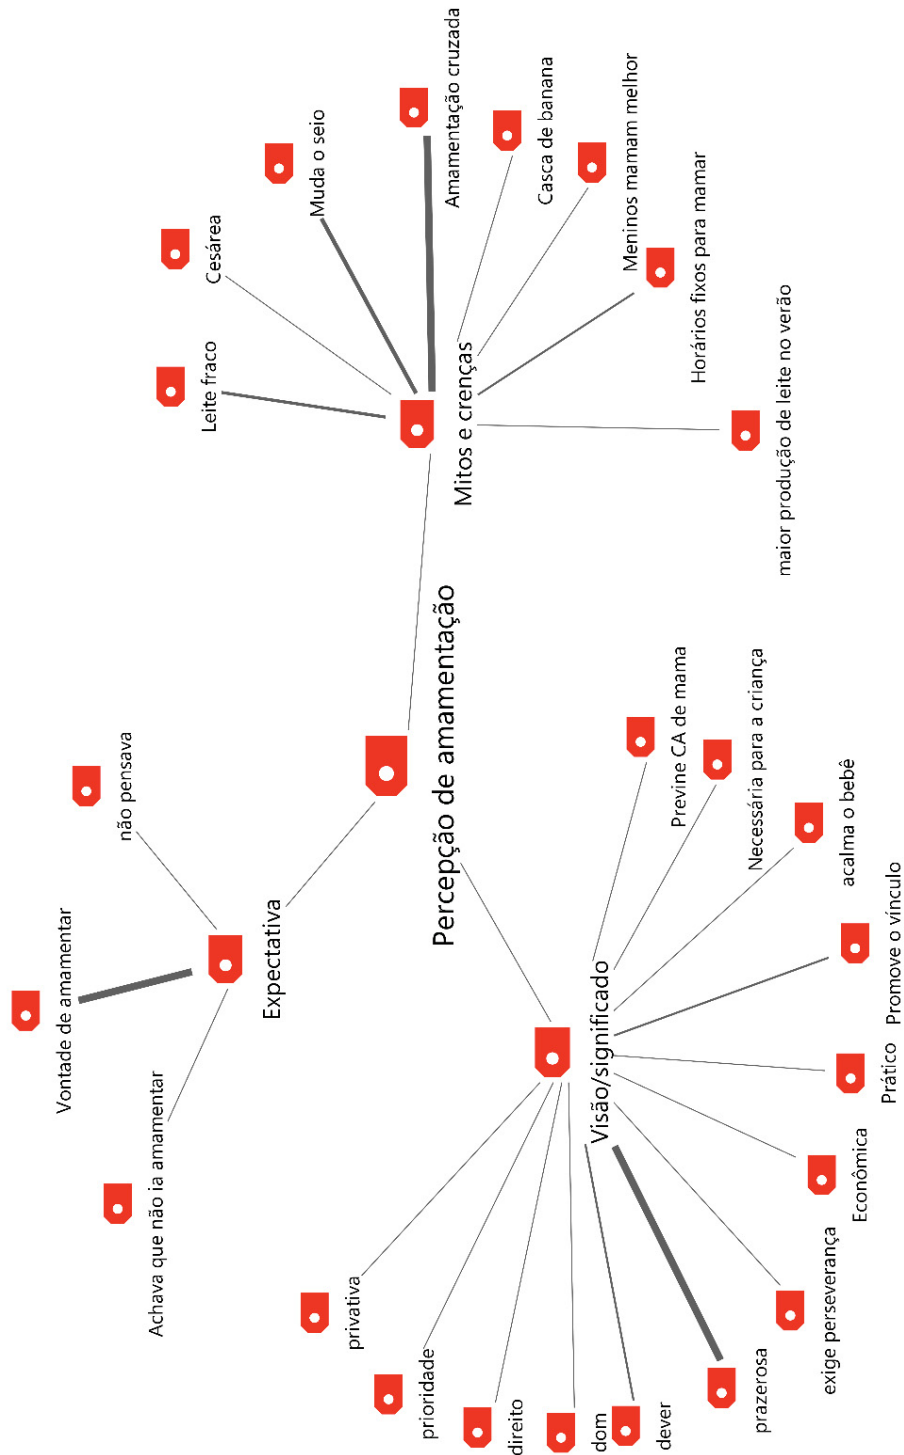 Percepção de amamentação
Expectativa
Achava que não ia amamentar
Vontade de amamentar
não pensava
Mitos e crenças
Leite fraco
Cesárea
Muda o seio
Amamentação cruzada
Casca de banana
Meninos mamam melhor
Horários fixos para mamar
maior produção de leite no verão
Visão/significado
privativa
prioridade
direito
dom
dever
prazerosa
exige perseverança
Econômica
Prático
Promove o vínculo
acalma o bebê
Necessária para a criança
Previne CA de mama